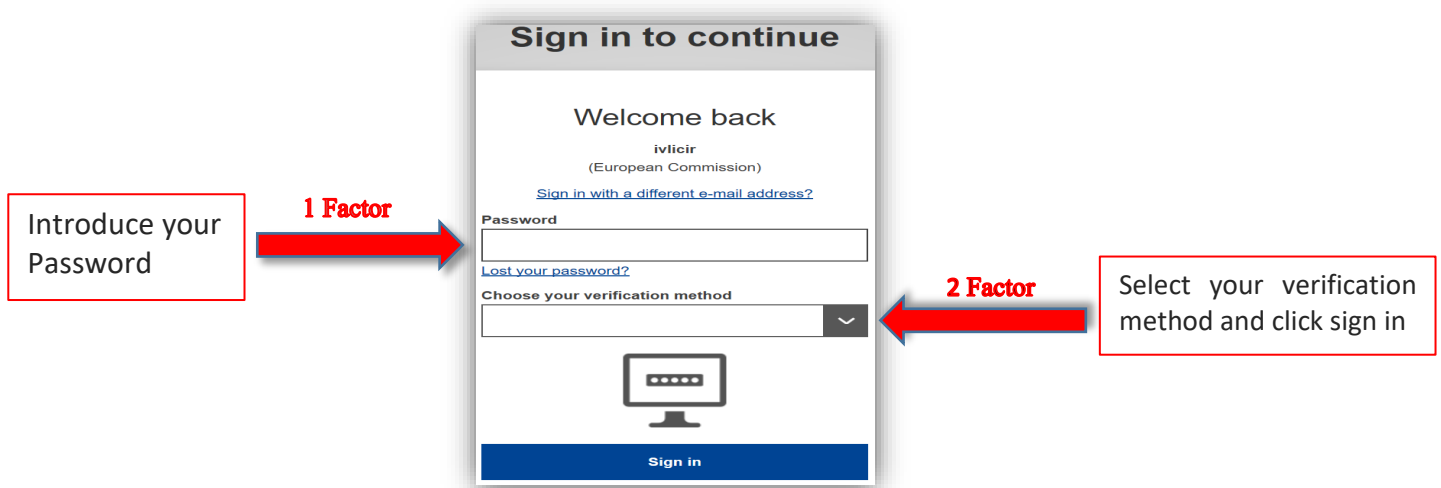 Sign in to continue
Welcome back
ivlicir
(European Commission)
Sign in with a different e-mail address?
Introduce your
Password
1 Factor
Password
Lost your password?
Choose your verification method
2 Factor
Select your verification
method and click sign in
Sign in